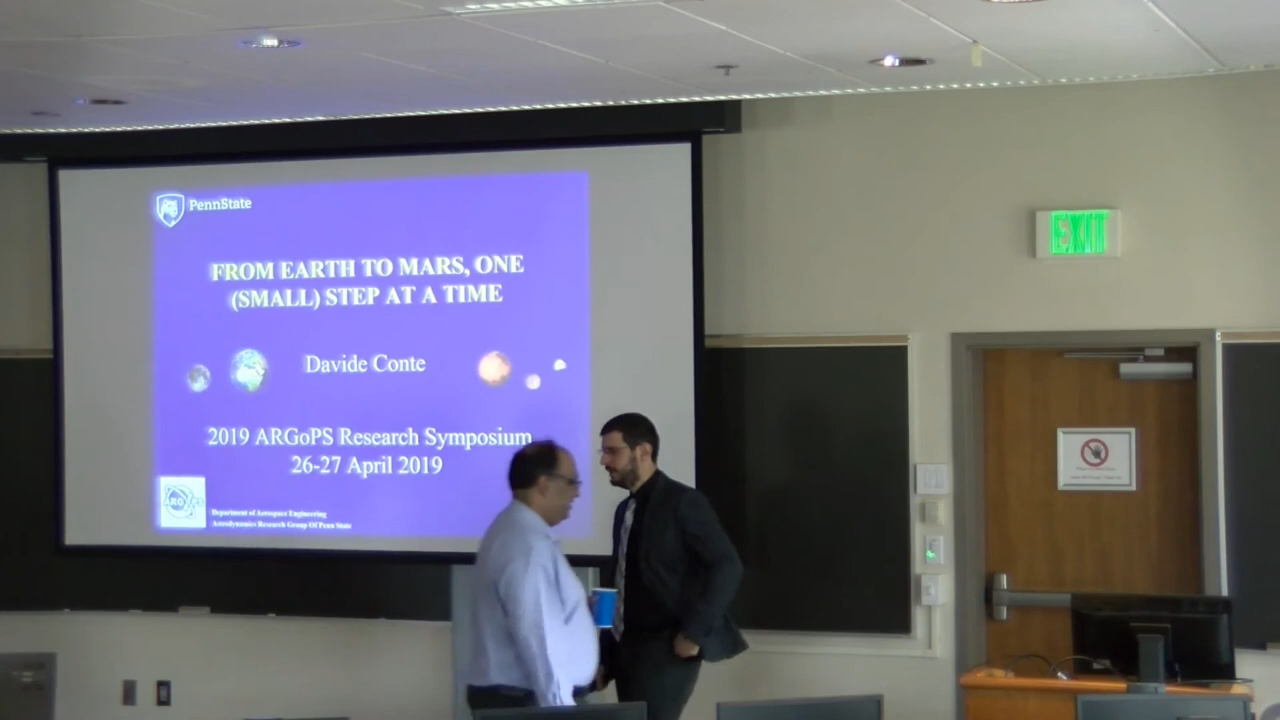 PennState
FROM EARTH TO MARS, ONE
(SMALL) STEP AT A TIME
Davide Conte
2019 ARGoPS Research Symposium
26-27 April 2019
Department of Aerospace Engineering
Astrodynamics Research Group Of Penn State
EXIT